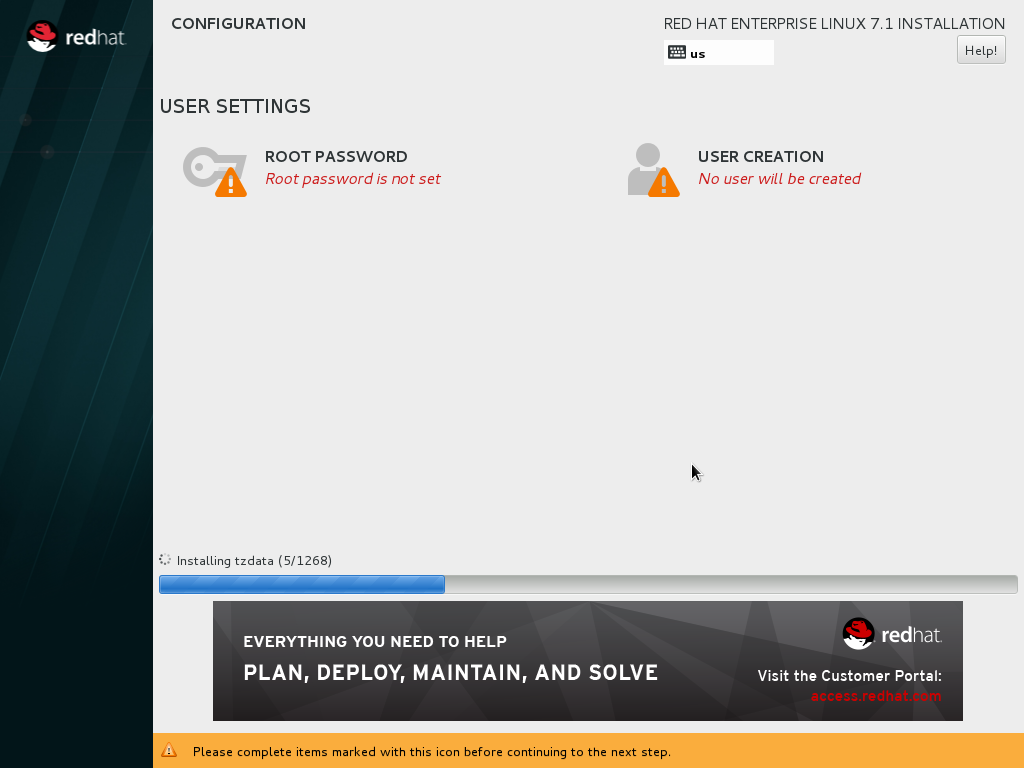 redhat.
CONFIGURATION
RED HAT ENTERPRISE LINUX 7.1 INSTALLATION
us
Help!
USER SETTINGS
ROOT PASSWORD
Root password is not set
USER CREATION
No user will be created
Installing tzdata (5/1268)
EVERYTHING YOU NEED TO HELP
PLAN, DEPLOY, MAINTAIN, AND SOLVE
redhat.
Visit the Customer Portal:
access.redhat.com
Please complete items marked with this icon before continuing to the next step.